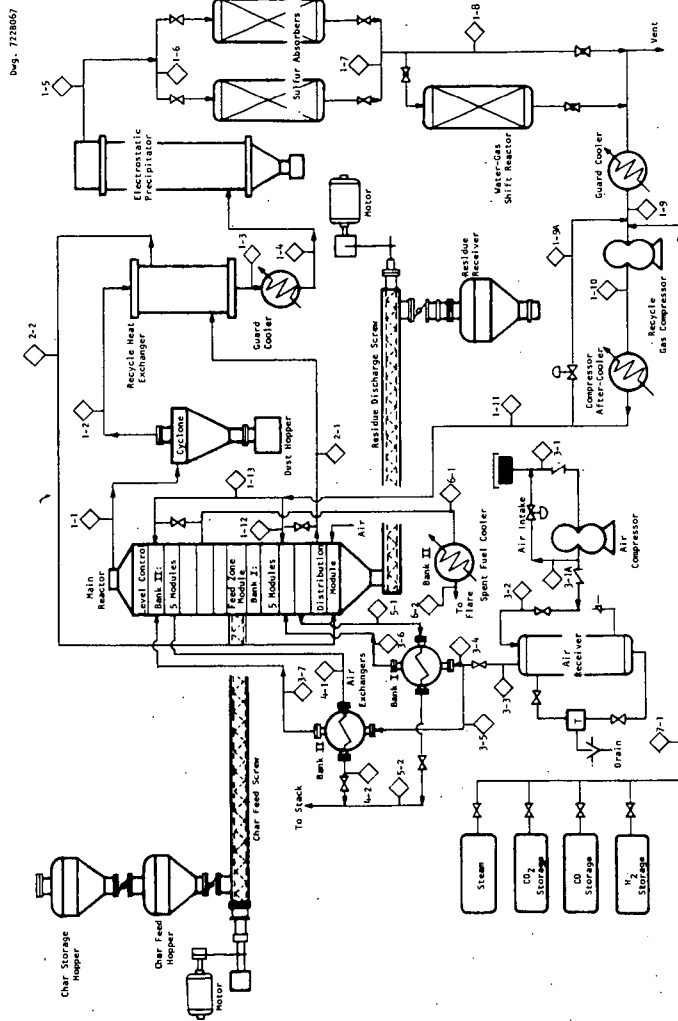 Dwg. 7228067
1-5
1-6
Sulfur Absorbers
1-7
1-8
Vent
Electrostatic
Precipitator
Water-Gas
Shift Reactor
Guard Cooler
1-9
1-9A
1-10
Recycle
Gas Compressor
Compressor
After-Cooler
1-11
Motor
Residue
Receiver
Residue Discharge Screw
2-2
Recycle Heat
Exchanger
1-3
1-4
Guard
Cooler
1-2
Cyclone
Dust Hopper
2-1
1-1
1-13
1-12
6-1
Main
Reactor
Level Control
Bank II:
5 Modules
Feed Zone
Module
Bank I:
5 Modules
Distribution
Module
Air
Bank II
Spent Fuel Cooler
6-2
To
Flare
5-1
3-6
3-4
Air
Exchangers
Bank I
4-1
3-7
Bank II
3-5
3-3
4-2
5-2
To Stack
3-2
3-1
Air Intake
3-1A
Air
Compressor
Air
Receiver
T
Drain
7-1
Char Storage
Hopper
Char Feed
Hopper
Char Feed Screw
Motor
Steam
CO2
Storage
CO
Storage
H2
Storage